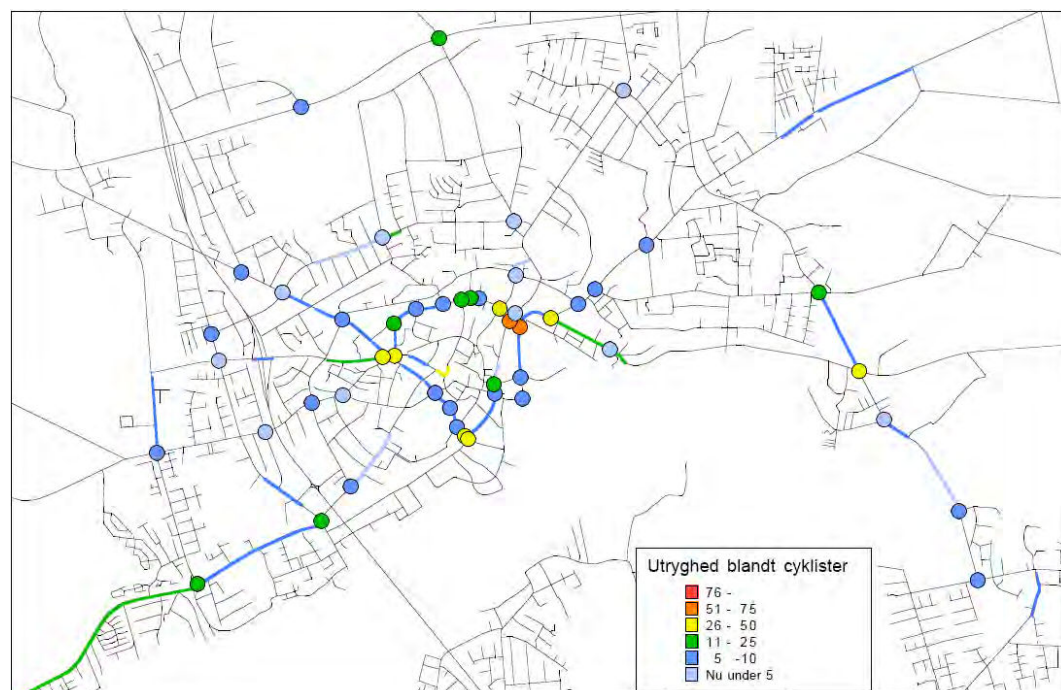 Utryghed blandt cyklister
76 -
51 - 75
26 - 50
11 - 25
5 -10
Nu under 5